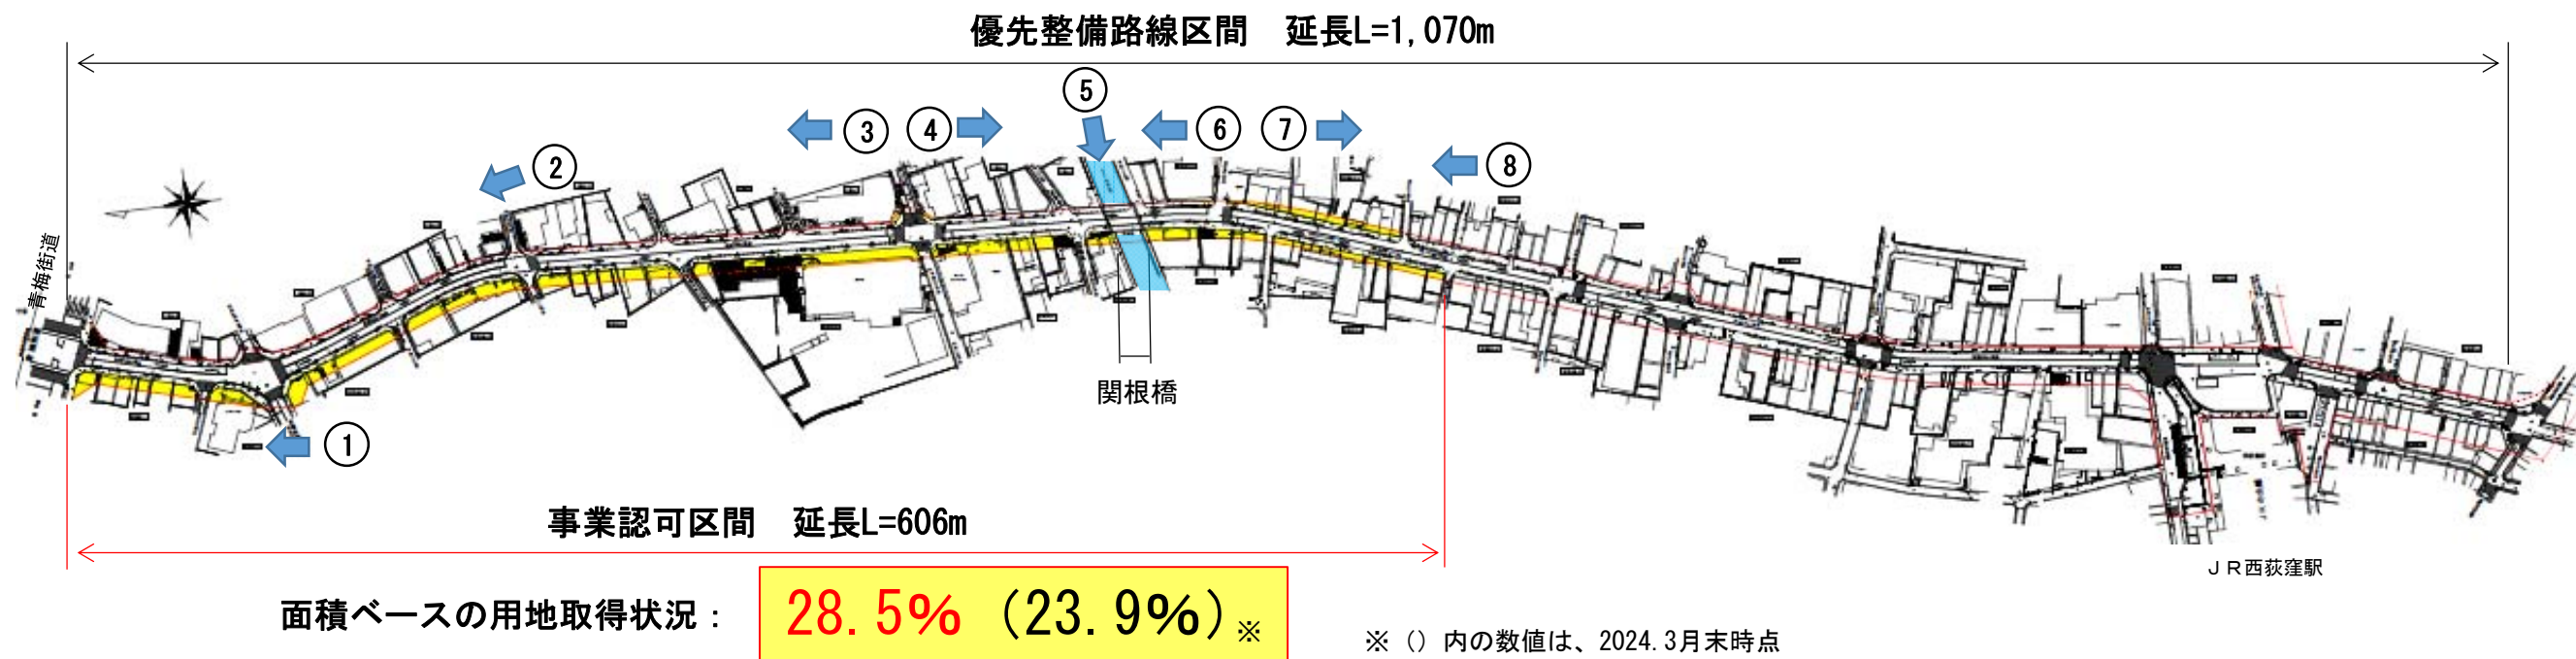 優先整備路線区間　延長L=1,070m
⑤
③
④
⑥
⑦
②
⑧
青梅街道
関根橋
①
事業認可区間　延長L=606m
JR西荻窪駅
面積ベースの用地取得状況：
28.5%（23.9%）※
※（）内の数値は、2024.3月末時点